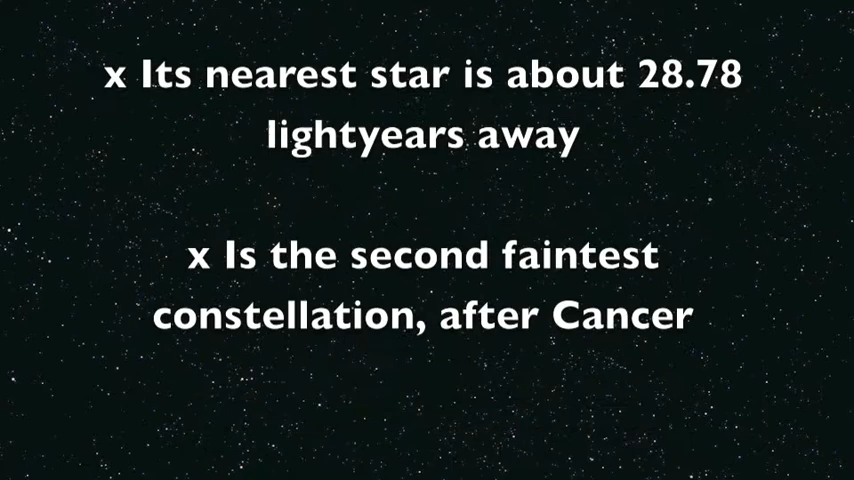 x Its nearest star is about 28.78
lightyears away
x Is the second faintest
constellation, after Cancer